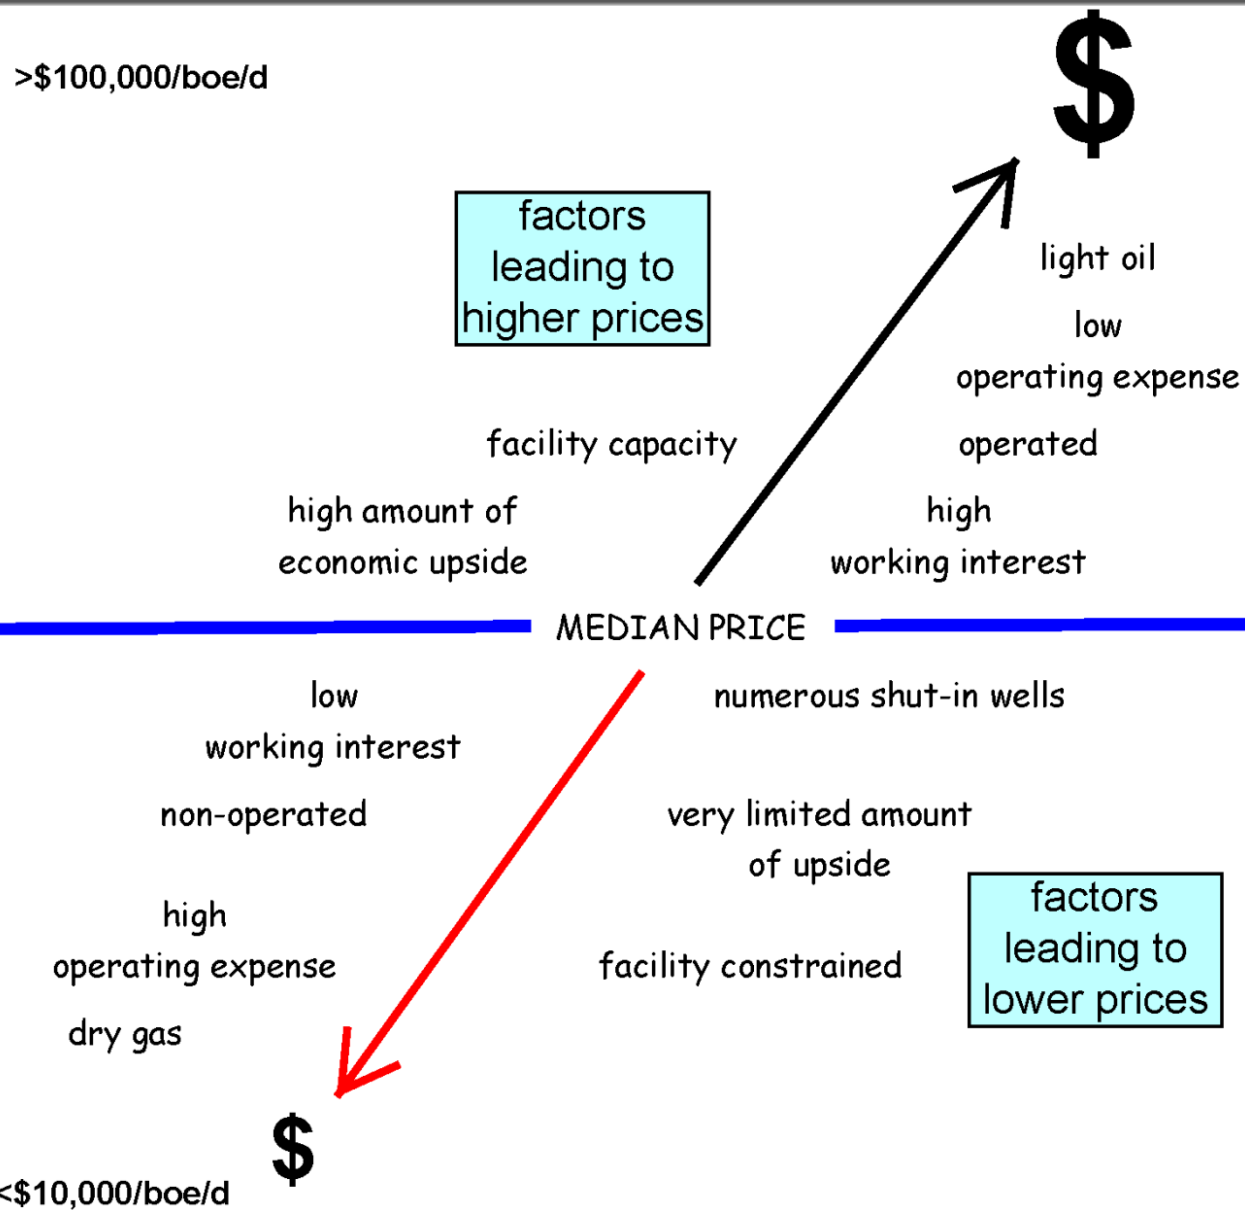 $
>$100,000/boe/d
factors
leading to
higher prices
light oil
low
operating expense
facility capacity
operated
high amount of
economic upside
high
working interest
MEDIAN PRICE
low
working interest
numerous shut-in wells
non-operated
very limited amount
of upside
high
operating expense
factors
leading to
lower prices
facility constrained
dry gas
$
<$10,000/boe/d